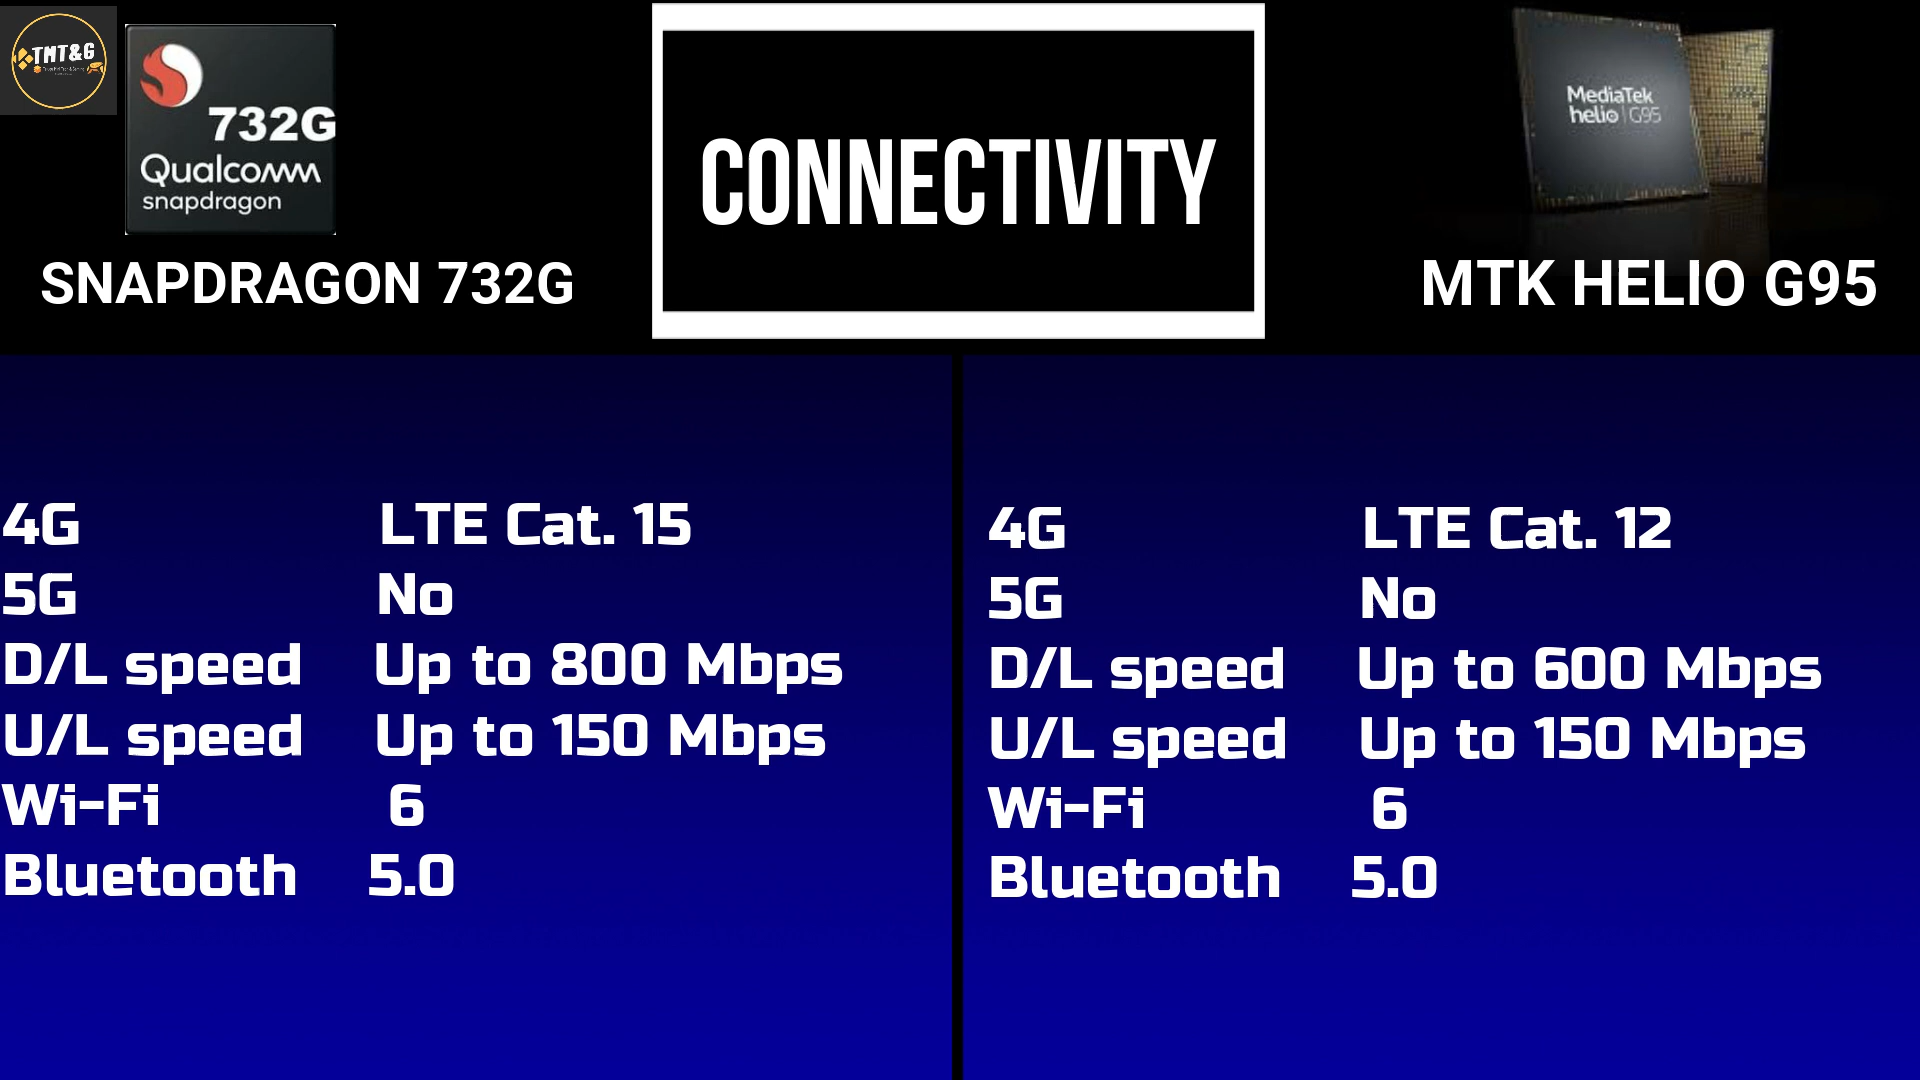 TMT&G
732G
Qualcomm
snapdragon
SNAPDRAGON 732G
CONNECTIVITY
MediaTek
helio G95
MTK HELIO G95
4G LTE Cat. 15
5G No
D/L speed Up to 800 Mbps
U/L speed Up to 150 Mbps
Wi-Fi 6
Bluetooth 5.0
4G LTE Cat. 12
5G No
D/L speed Up to 600 Mbps
U/L speed Up to 150 Mbps
Wi-Fi 6
Bluetooth 5.0